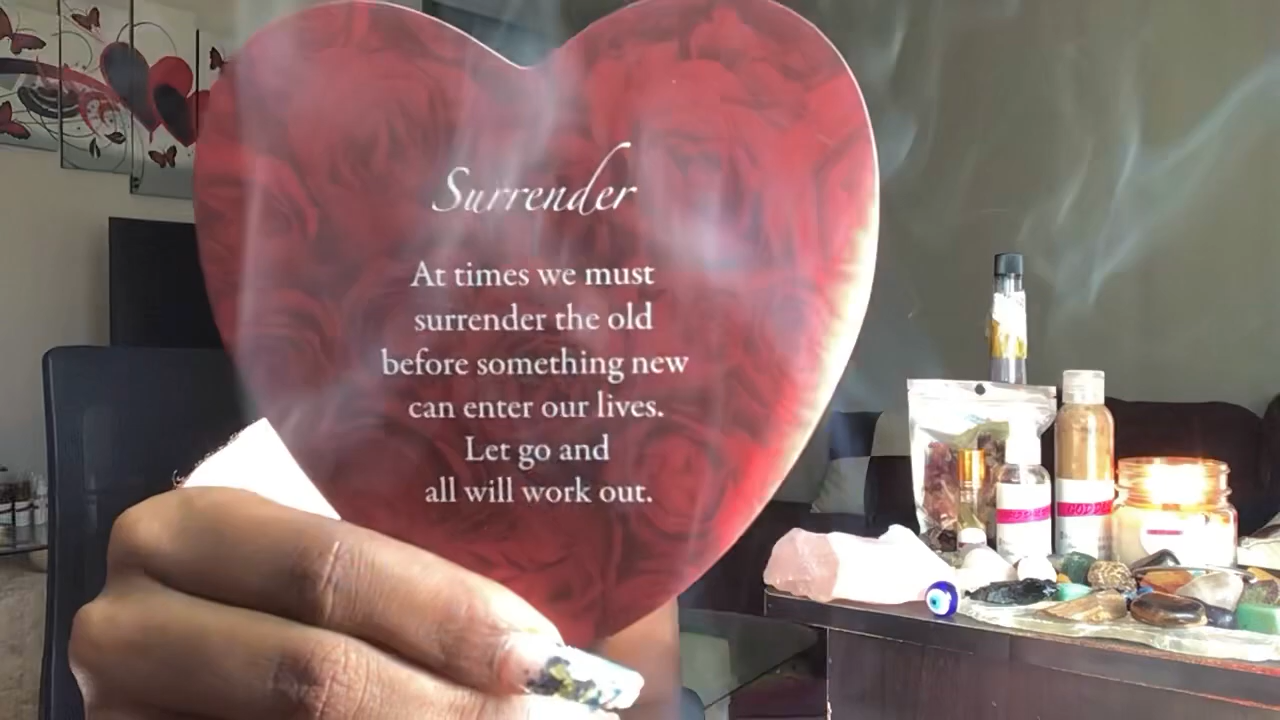 Surrender
At times we must
surrender the old
before something new
can enter our lives.
Let go and
all will work out.